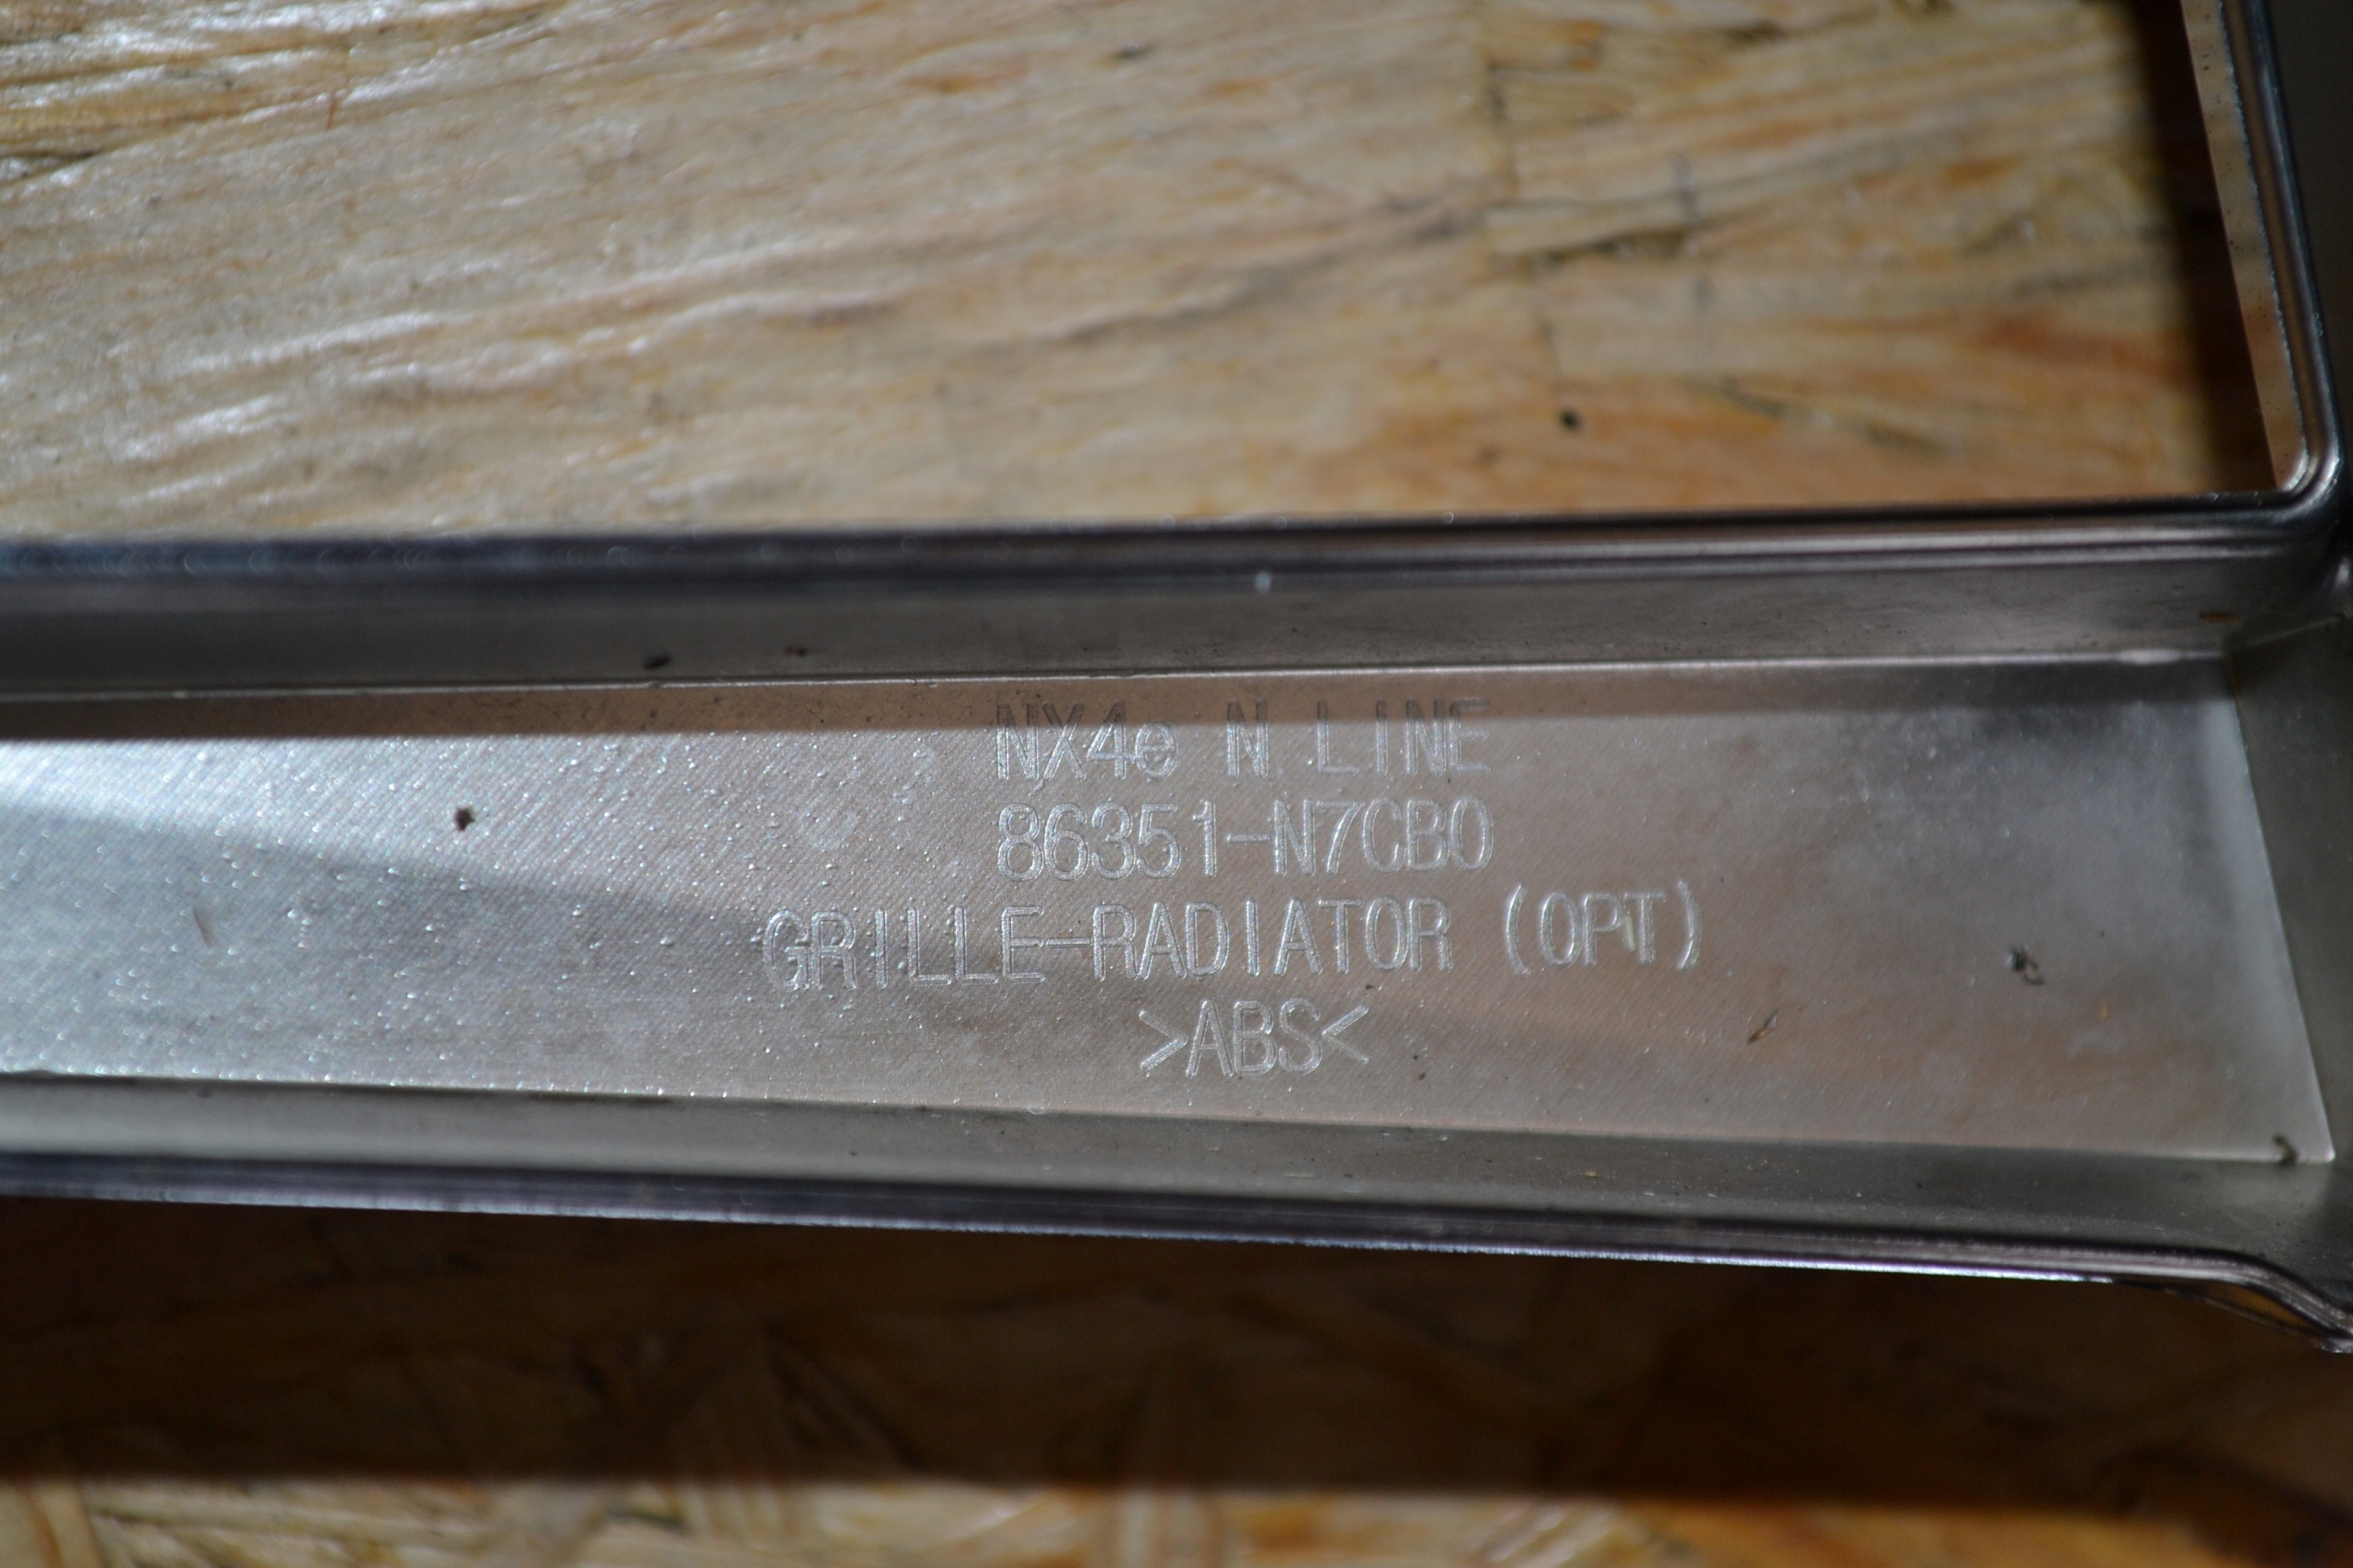 NX4e N LINE
86351-N7CB0
GRILLE-RADIATOR (OPT)
>ABS<